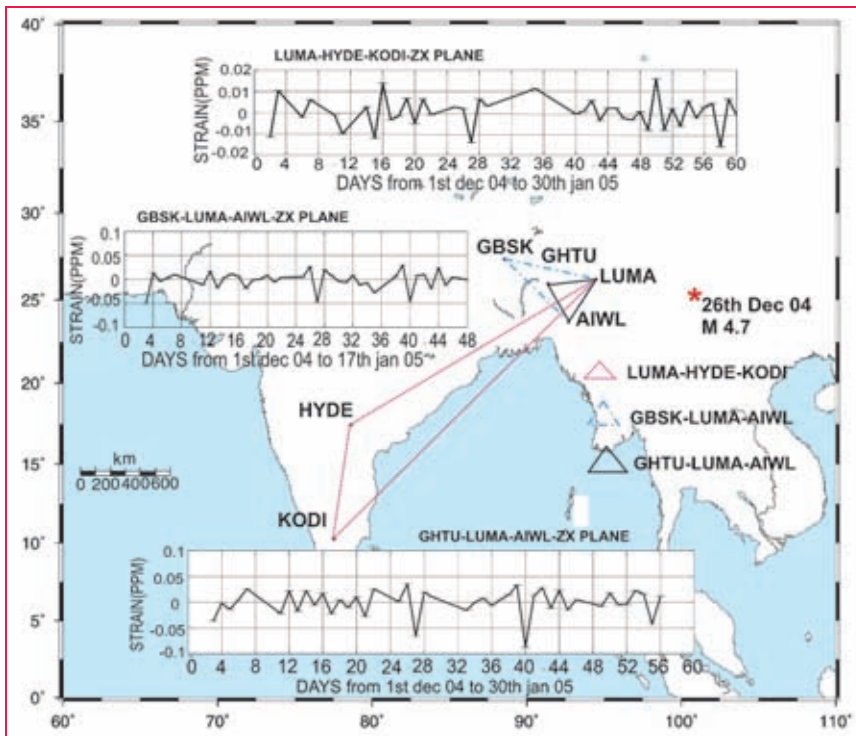 40°
35°
30°
25°
20°
15°
10°
5°
0°
60°
70°
80°
90°
100°
110°
LUMA-HYDE-KODI-ZX PLANE
STRAIN(PPM)
0.02
0.01
0
-0.01
-0.02
0 4 8 12 16 20 24 28 32 36 40 44 48 52 56 60
DAYS from 1st dec 04 to 30th jan 05
GBSK-LUMA-AIWL-ZX PLANE
STRAIN(PPM)
0.1
0.05
0
-0.05
-0.1
0 4 8 12 16 20 24 28 32 36 40 44 48
DAYS from 1st dec 04 to 17th jan 05
GBSK
GHTU
LUMA
AIWL
26th Dec 04
M 4.7
HYDE
KODI
LUMA-HYDE-KODI
GBSK-LUMA-AIWL
GHTU-LUMA-AIWL
km
0 200 400 600
GHTU-LUMA-AIWL-ZX PLANE
STRAIN(PPM)
0.1
0.05
0
-0.05
-0.1
0 4 8 12 16 20 24 28 32 36 40 44 48 52 56 60
DAYS from 1st dec 04 to 30th jan 05